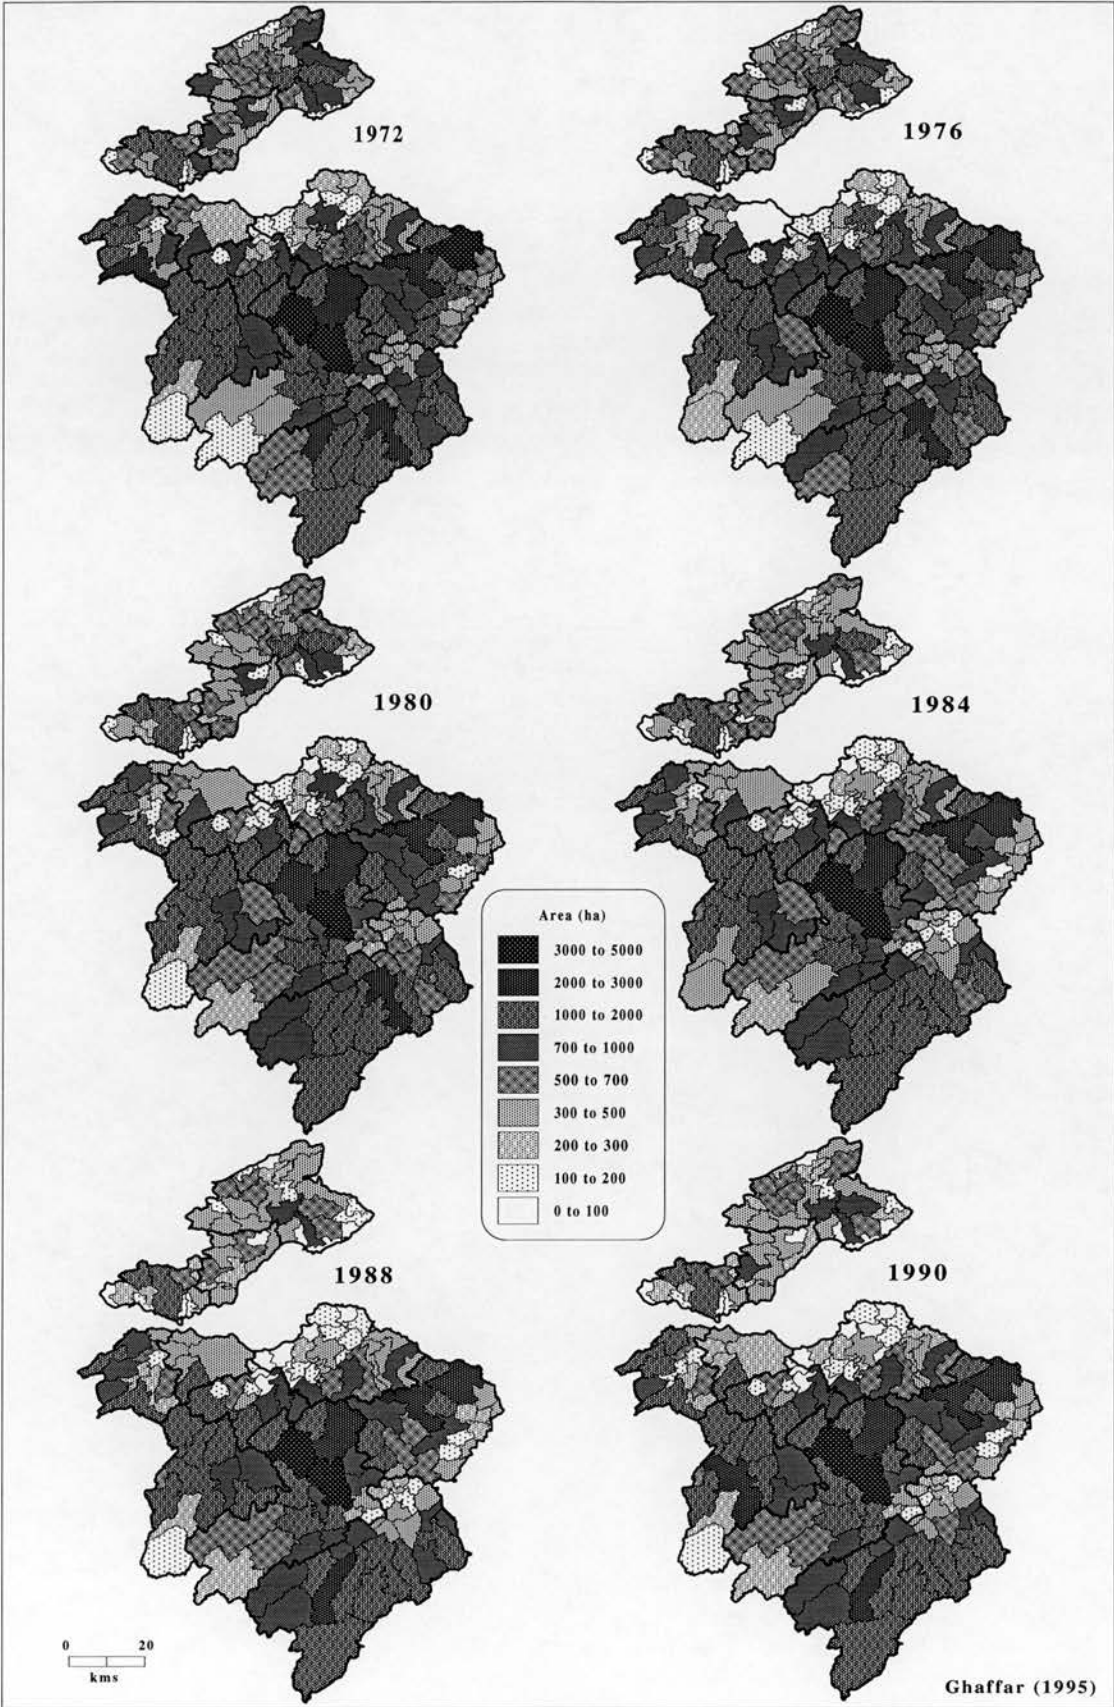 1972
1976
1980
1984
Area (ha)
3000 to 5000
2000 to 3000
1000 to 2000
700 to 1000
500 to 700
300 to 500
200 to 300
100 to 200
0 to 100
1988
1990
0 20
kms
Ghaffar (1995)